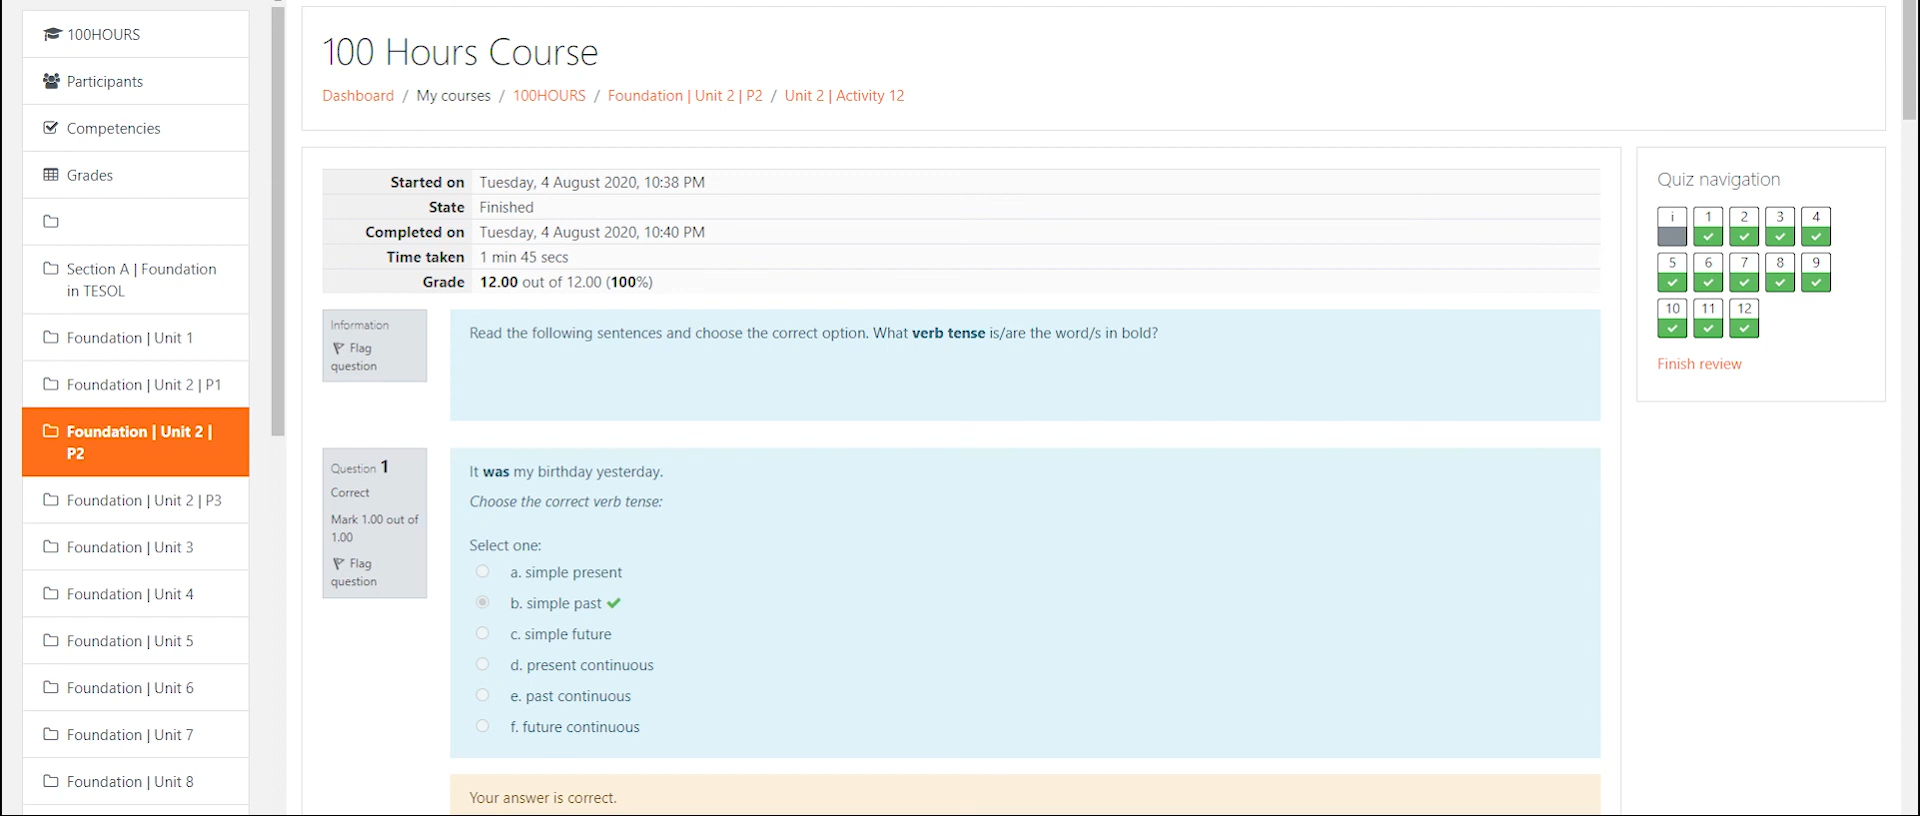 100HOURS
Participants
Competencies
Grades
Section A | Foundation
in TESOL
Foundation | Unit 1
Foundation | Unit 2 | P1
Foundation | Unit 2 |
P2
Foundation | Unit 2 | P3
Foundation | Unit 3
Foundation | Unit 4
Foundation | Unit 5
Foundation | Unit 6
Foundation | Unit 7
Foundation | Unit 8
100 Hours Course
Dashboard / My courses / 100HOURS / Foundation | Unit 2 | P2 / Unit 2 | Activity 12
Started on Tuesday, 4 August 2020, 10:38 PM
State Finished
Completed on Tuesday, 4 August 2020, 10:40 PM
Time taken 1 min 45 secs
Grade 12.00 out of 12.00 (100%)
Information
Flag
question
Read the following sentences and choose the correct option. What verb tense is/are the word/s in bold?
Question 1
Correct
Mark 1.00 out of
1.00
Flag
question
It was my birthday yesterday.
Choose the correct verb tense:
Select one:
a. simple present
b. simple past
c. simple future
d. present continuous
e. past continuous
f. future continuous
Your answer is correct.
Quiz navigation
i 1 2 3 4
5 6 7 8 9
10 11 12
Finish review